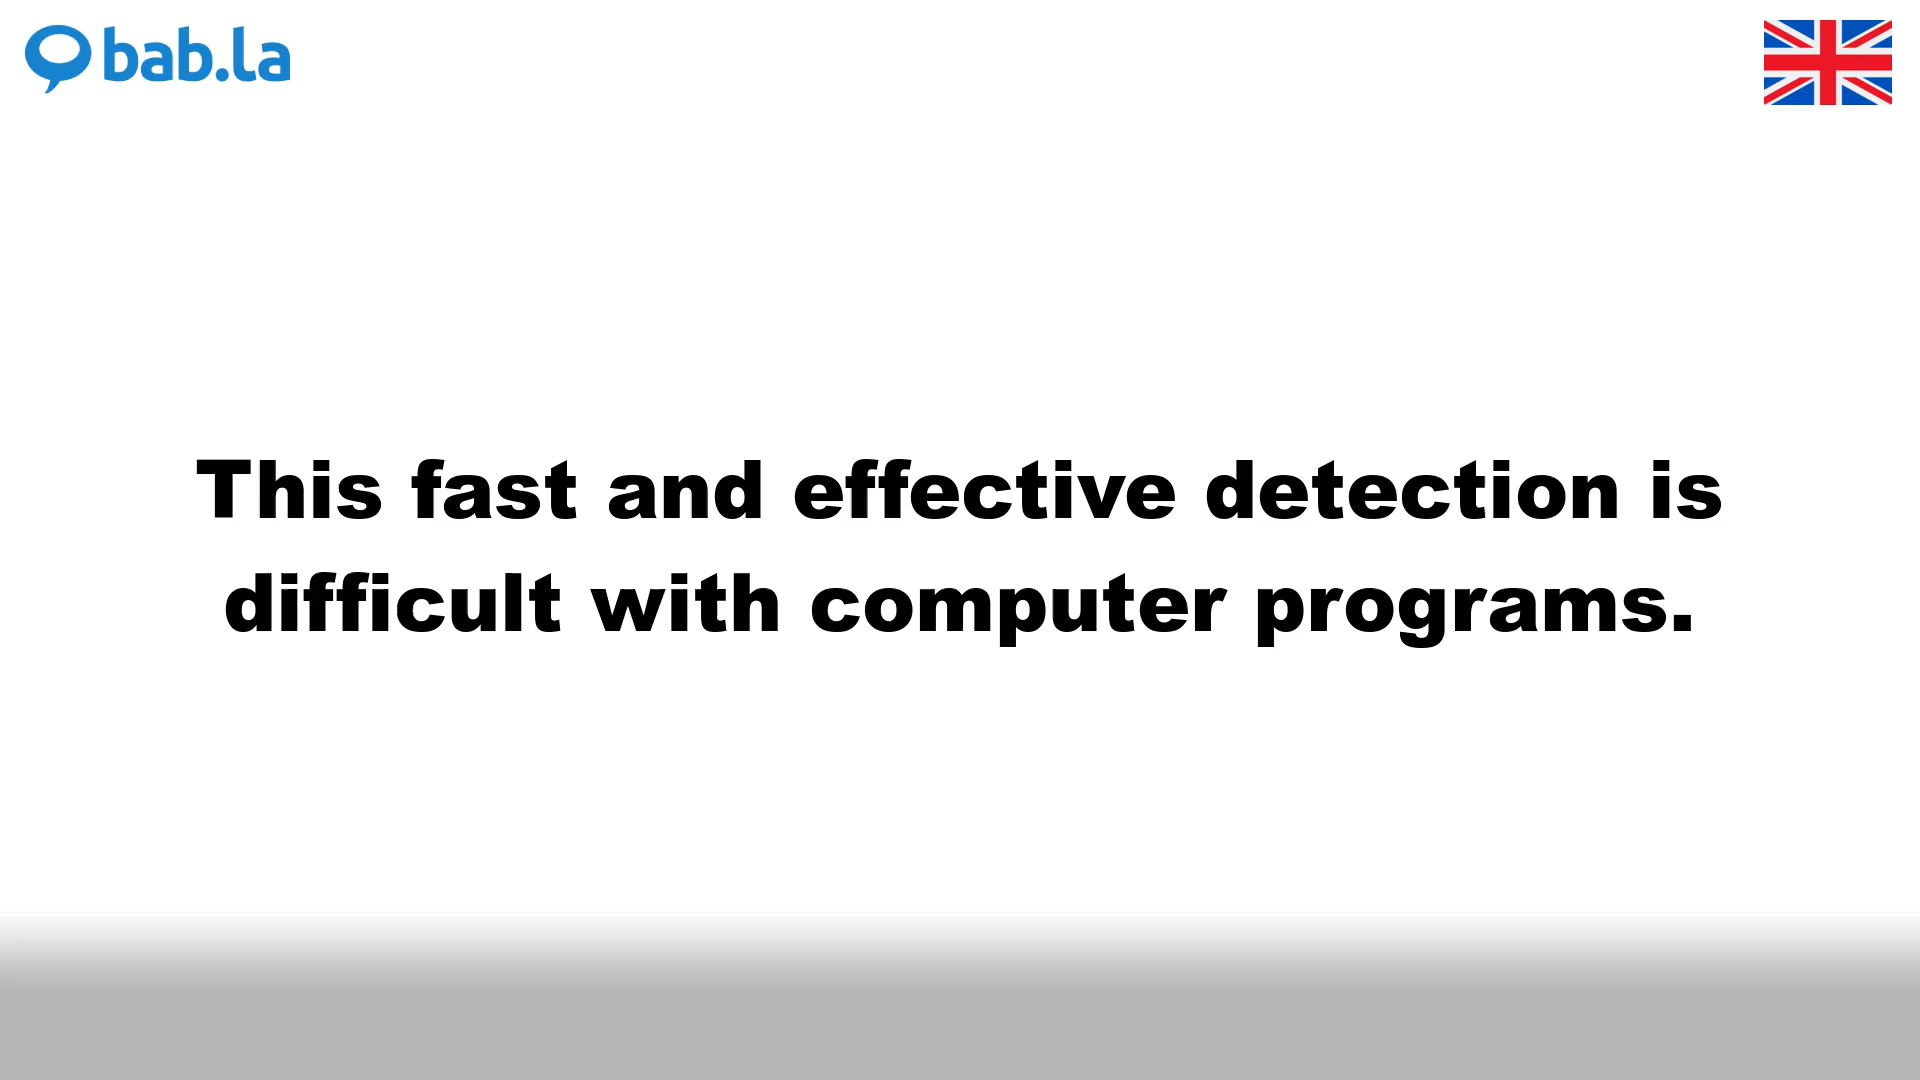 bab.la
This fast and effective detection is
difficult with computer programs.